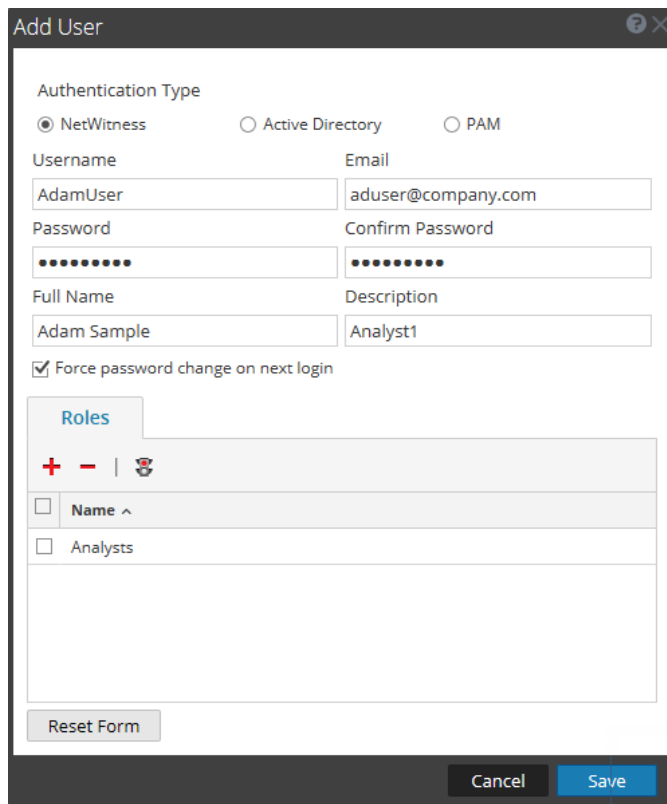 Add User
Authentication Type
NetWitness Active Directory PAM
Username Email
AdamUser aduser@company.com
Password Confirm Password
••••••••• •••••••••
Full Name Description
Adam Sample Analyst1
Force password change on next login
Roles
Name
Analysts
Reset Form
Cancel Save